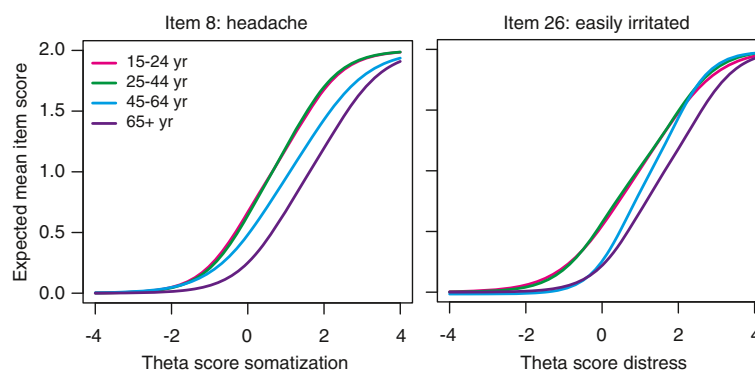 Item 8: headache
Item 26: easily irritated
Expected mean item score
2.0
1.5
1.0
0.5
0.0
15-24 yr
25-44 yr
45-64 yr
65+ yr
-4 -2 0 2 4
-4 -2 0 2 4
Theta score somatization
Theta score distress